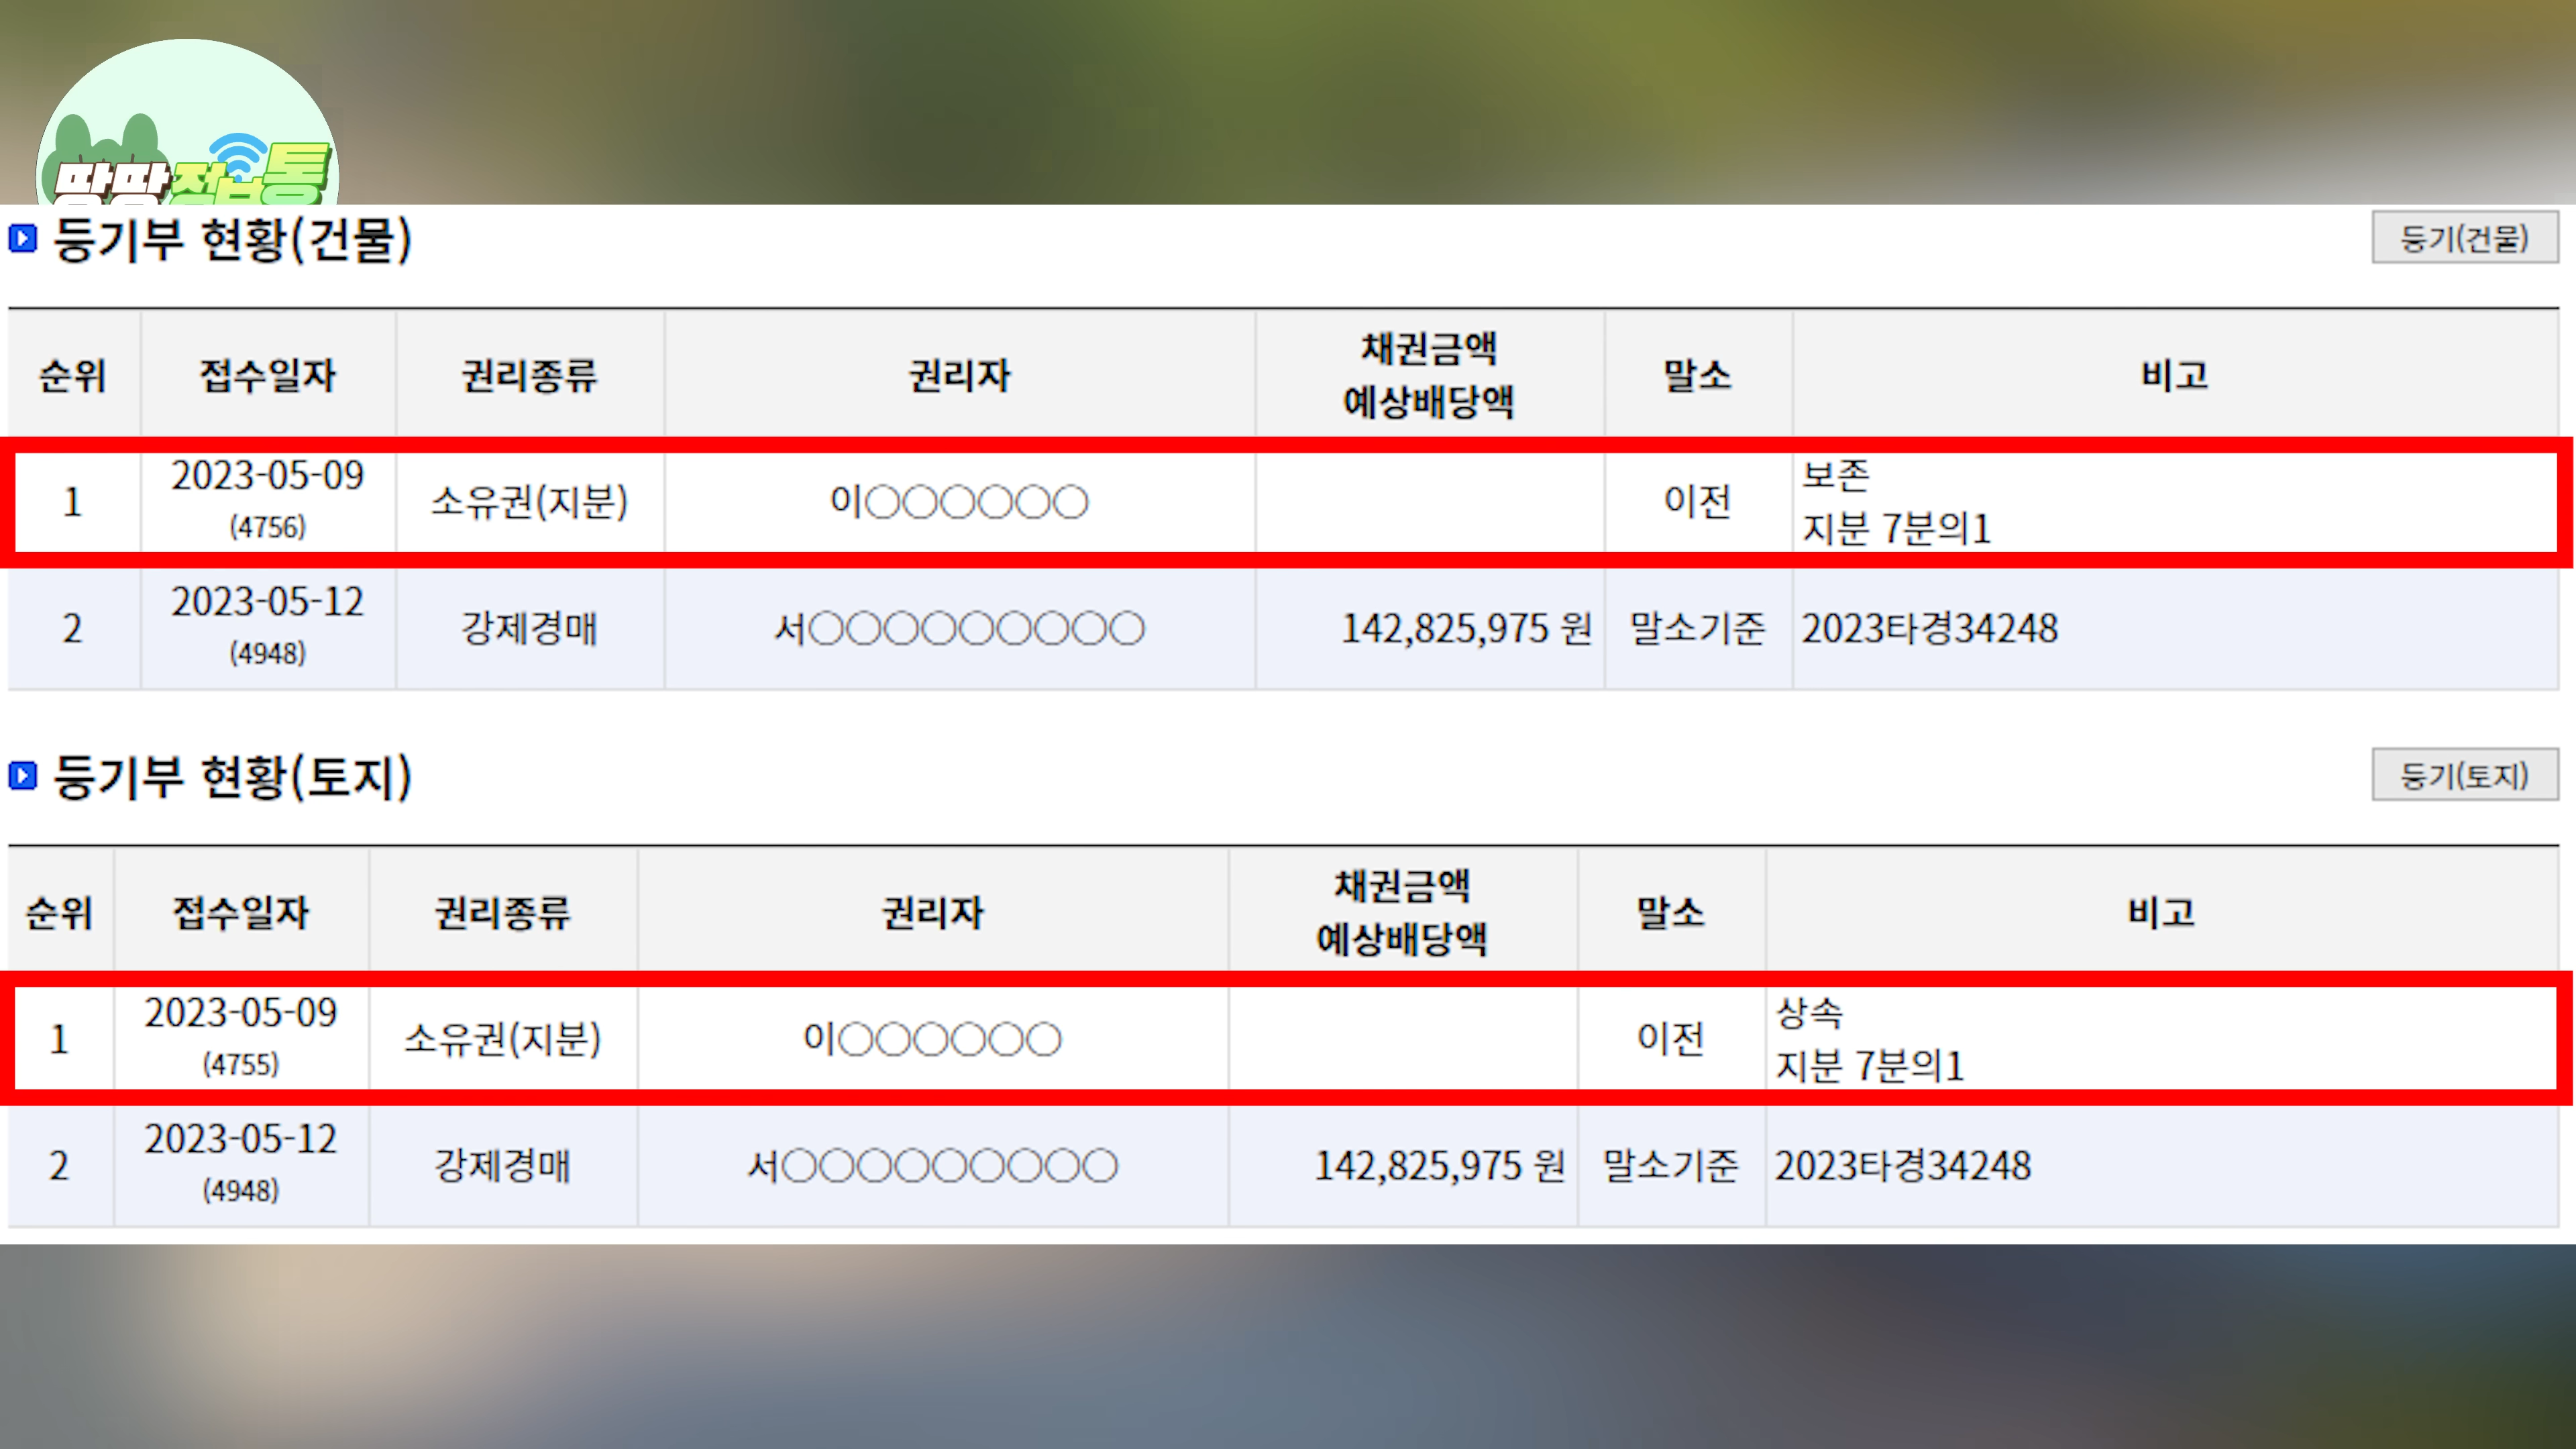 땅땅정보통
등기부 현황(건물)
등기(건물)
순위 접수일자 권리종류 권리자 채권금액 예상배당액 말소 비고
1 2023-05-09 (4756) 소유권(지분) 이○○○○○○ 이전 보존 지분 7분의1
2 2023-05-12 (4948) 강제경매 서○○○○○○○○○ 142,825,975 원 말소기준 2023타경34248
등기부 현황(토지)
등기(토지)
순위 접수일자 권리종류 권리자 채권금액 예상배당액 말소 비고
1 2023-05-09 (4755) 소유권(지분) 이○○○○○○ 이전 상속 지분 7분의1
2 2023-05-12 (4948) 강제경매 서○○○○○○○○○ 142,825,975 원 말소기준 2023타경34248